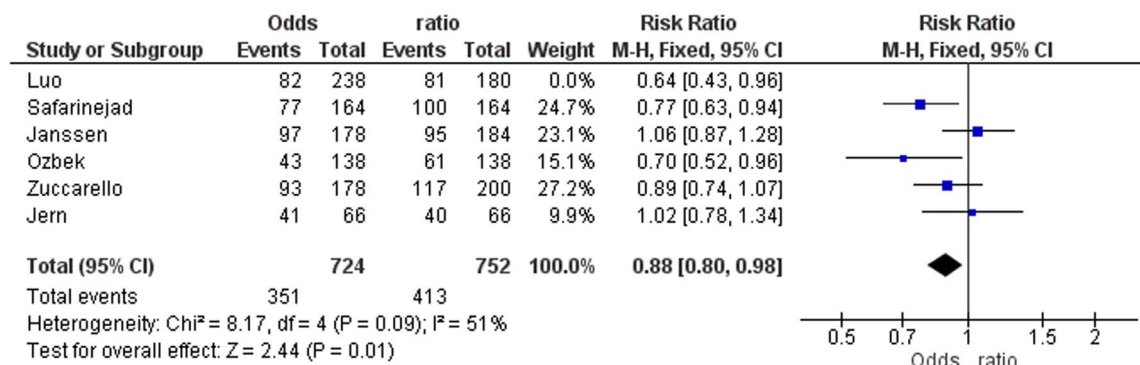 Odds ratio Risk Ratio Risk Ratio
Study or Subgroup Events Total Events Total Weight M-H, Fixed, 95% CI M-H, Fixed, 95% CI
Luo 82 238 81 180 0.0% 0.64 [0.43, 0.96]
Safarinejad 77 164 100 164 24.7% 0.77 [0.63, 0.94]
Janssen 97 178 95 184 23.1% 1.06 [0.87, 1.28]
Ozbek 43 138 61 138 15.1% 0.70 [0.52, 0.96]
Zuccarello 93 178 117 200 27.2% 0.89 [0.74, 1.07]
Jern 41 66 40 66 9.9% 1.02 [0.78, 1.34]
Total (95% CI) 724 752 100.0% 0.88 [0.80, 0.98]
Total events 351 413
Heterogeneity: Chi² = 8.17, df = 4 (P = 0.09); I² = 51%
Test for overall effect: Z = 2.44 (P = 0.01)
0.5 0.7 1 1.5 2
Odds ratio